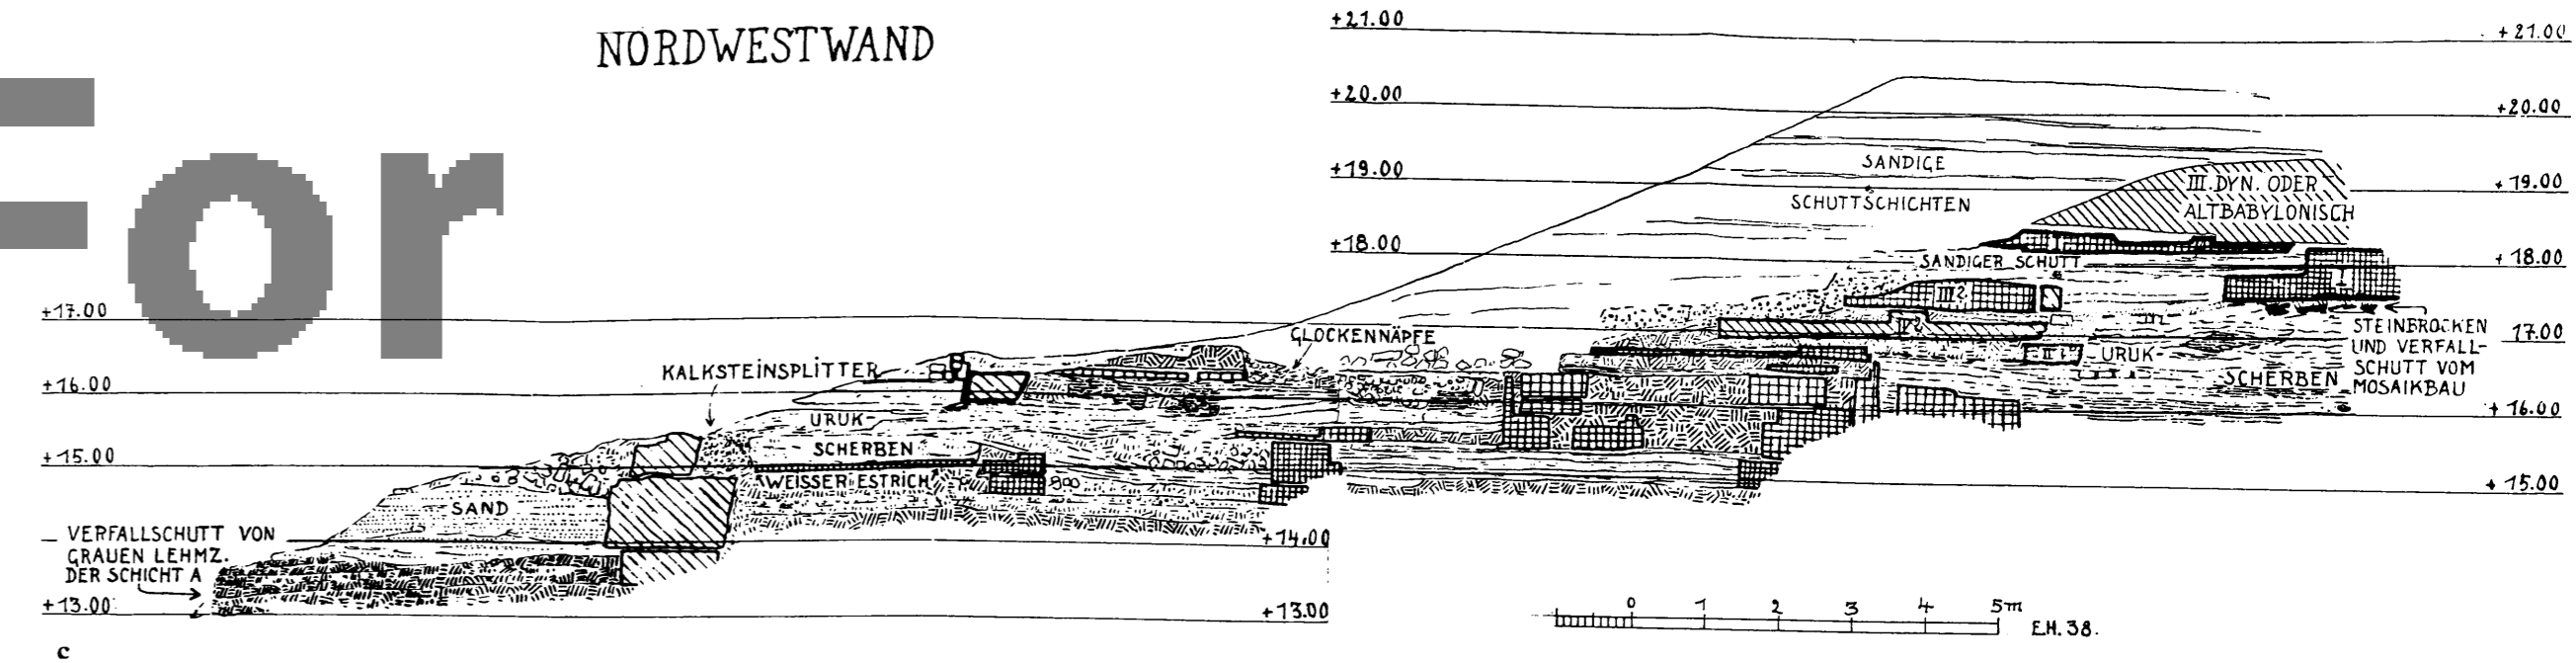 NORDWESTWAND
For
+21.00
+21.00
+20.00
+20.00
+19.00
+19.00
+18.00
+18.00
SANDIGE
SCHUTTSCHICHTEN
III. DYN. ODER
ALTBABYLONISCH
SANDIGER SCHUTT
I
III?
IV?
II?
URUK-
SCHERBEN
STEINBROCKEN
UND VERFALL-
SCHUTT VOM
MOSAIKBAU
+17.00
17.00
GLOCKENNÄPFE
KALKSTEINSPLITTER
+16.00
+16.00
URUK-
SCHERBEN
WEISSER ESTRICH
+15.00
+15.00
SAND
VERFALLSCHUTT VON
GRAUEN LEHMZ.
DER SCHICHT A
+14.00
+13.00
+13.00
0 1 2 3 4 5m
E.H. 38.
c